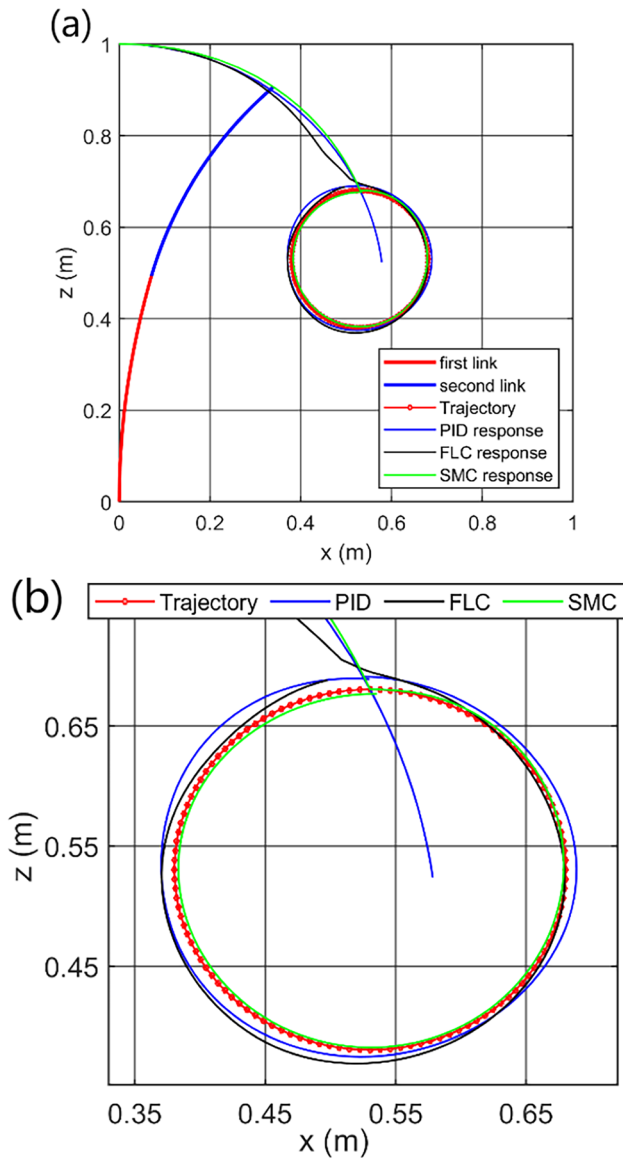 (a)
1
0.8
0.6
0.4
0.2
0
z (m)
first link
second link
Trajectory
PID response
FLC response
SMC response
0 0.2 0.4 0.6 0.8 1
x (m)
(b)
Trajectory PID FLC SMC
0.65
0.55
0.45
z (m)
0.35 0.45 0.55 0.65
x (m)